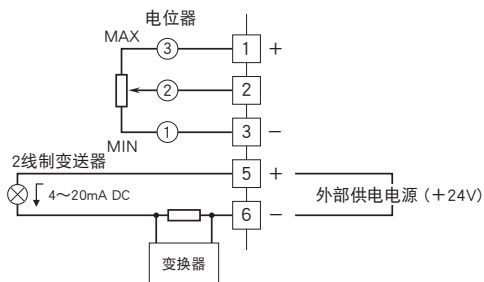 电位器
MAX
③
1 +
②
2
①
3 −
MIN
2线制变送器
5 +
4～20mA DC
外部供电电源（＋24V）
6 −
变换器